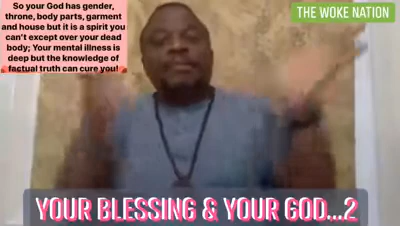 So your God has gender,
throne, body parts, garment
and house but it is a spirit you
can't except over your dead
body; Your mental illness is
deep but the knowledge of
factual truth can cure you!
THE WOKE NATION
YOUR BLESSING & YOUR GOD...2